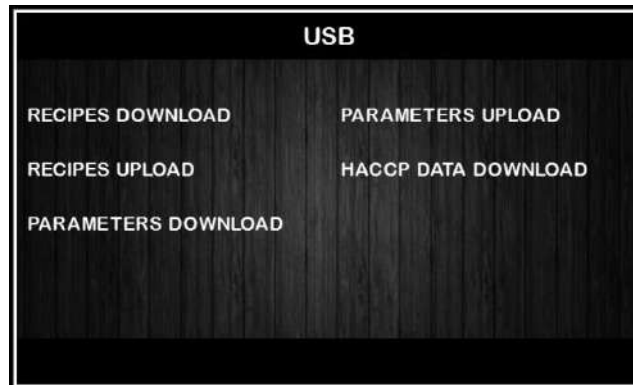 USB
RECIPES DOWNLOAD
RECIPES UPLOAD
PARAMETERS DOWNLOAD
PARAMETERS UPLOAD
HACCP DATA DOWNLOAD